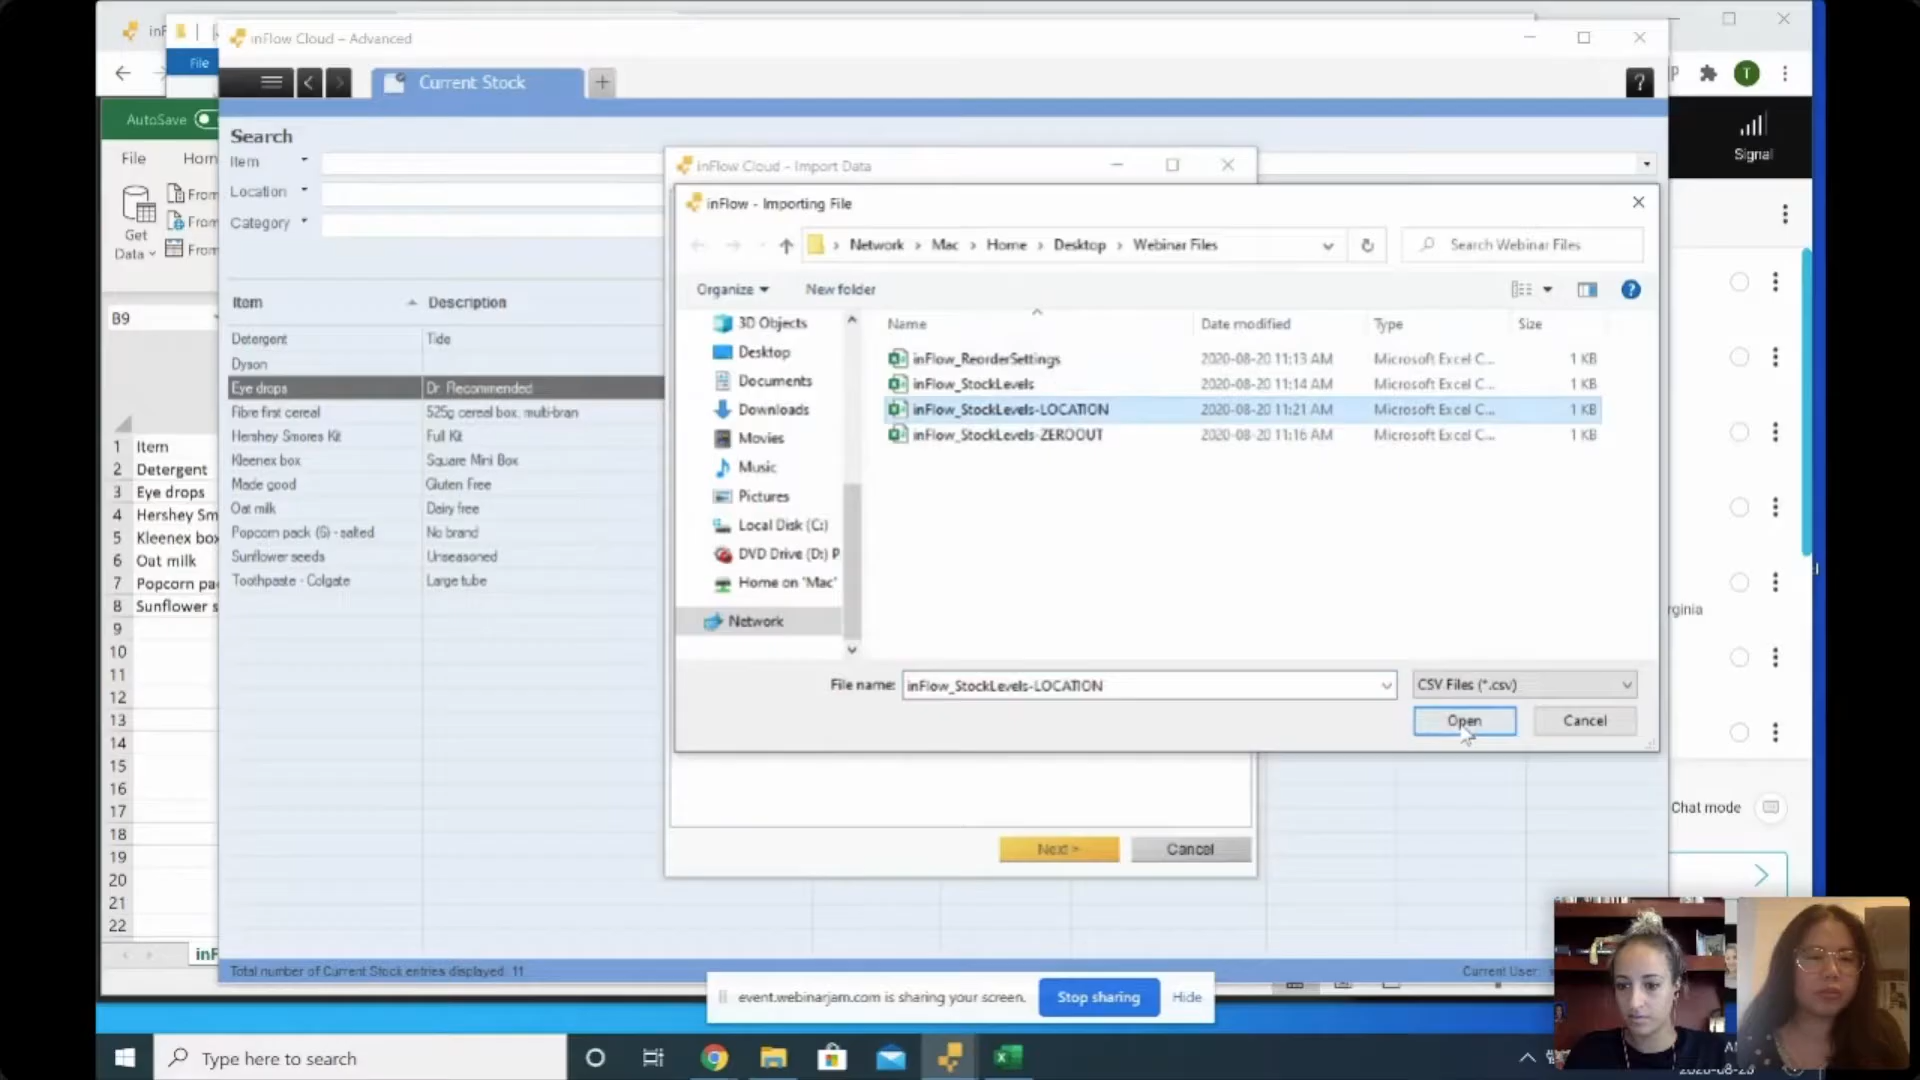 inFlow Cloud – Advanced
File
Current Stock
+
?
T
AutoSave
File
Signal
Get
Data
From
From
From
Search
Item
Location
Category
inFlow Cloud - Import Data
inFlow - Importing File
Network › Mac › Home › Desktop › Webinar Files
Search Webinar Files
Organize
New folder
3D Objects
Desktop
Documents
Downloads
Movies
Music
Pictures
Local Disk (C:)
DVD Drive (D:) P
Home on 'Mac'
Network
Name Date modified Type Size
inFlow_ReorderSettings 2020-08-20 11:13 AM Microsoft Excel C... 1 KB
inFlow_StockLevels 2020-08-20 11:14 AM Microsoft Excel C... 1 KB
inFlow_StockLevels-LOCATION 2020-08-20 11:21 AM Microsoft Excel C... 1 KB
inFlow_StockLevels-ZEROOUT 2020-08-20 11:16 AM Microsoft Excel C... 1 KB
File name: inFlow_StockLevels-LOCATION
CSV Files (*.csv)
Open
Cancel
Next >
Cancel
Item Description
Detergent Tide
Dyson
Eye drops Dr. Recommended
Fibre first cereal 525g cereal box, multi-bran
Hershey Smores Kit Full Kit
Kleenex box Square Mini Box
Made good Gluten Free
Oat milk Dairy free
Popcorn pack (6) - salted No brand
Sunflower seeds Unseasoned
Toothpaste - Colgate Large tube
B9
1 Item
2 Detergent
3 Eye drops
4 Hershey Sm
5 Kleenex box
6 Oat milk
7 Popcorn pa
8 Sunflower s
9
10
11
12
13
14
15
16
17
18
19
20
21
22
rginia
Chat mode
Total number of Current Stock entries displayed: 11
Current User:
event.webinarjam.com is sharing your screen.
Stop sharing
Hide
Type here to search